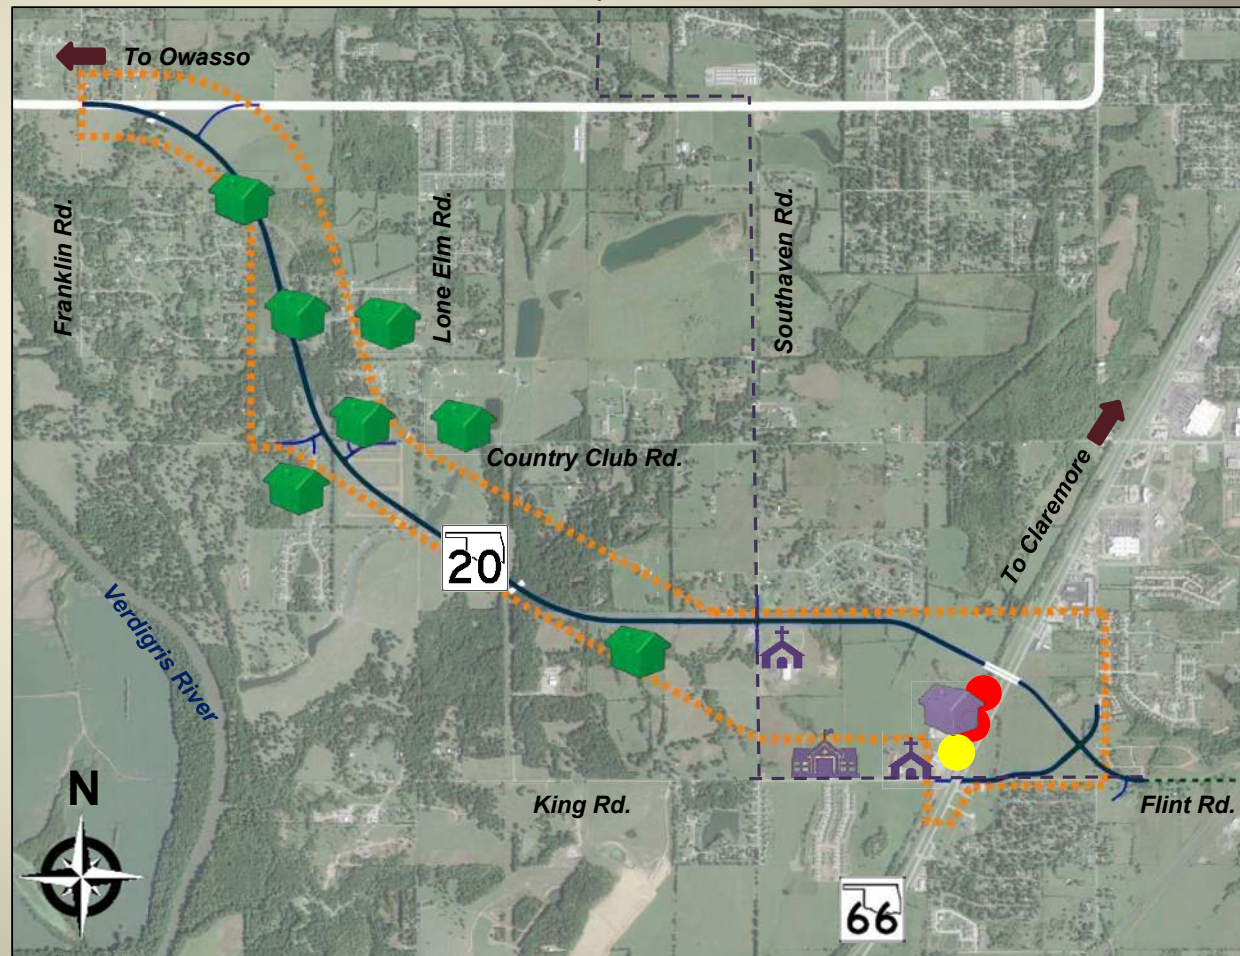 To Owasso
Franklin Rd.
Lone Elm Rd.
Southaven Rd.
Country Club Rd.
To Claremore
20
Verdigris River
N
King Rd.
Flint Rd.
66